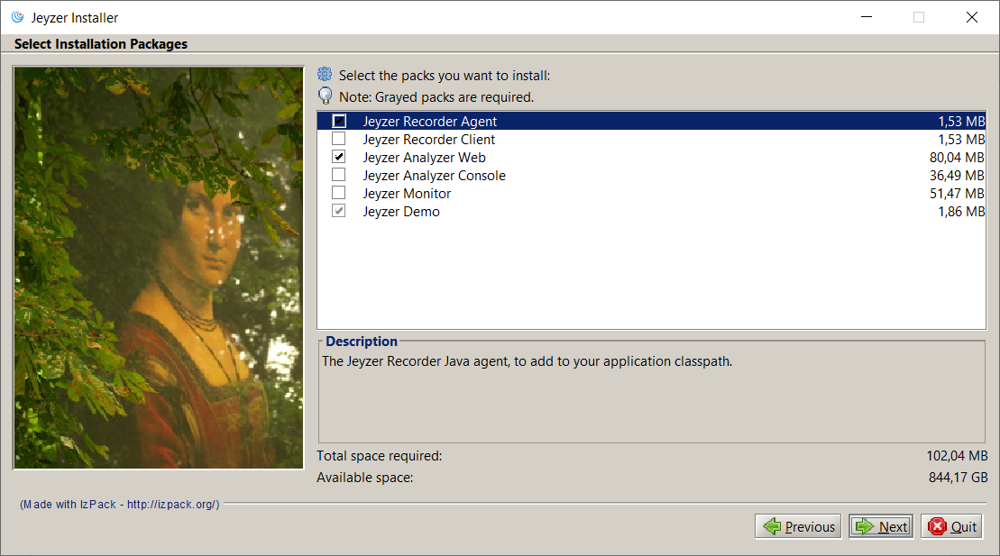 Jeyzer Installer
Select Installation Packages
Select the packs you want to install:
Note: Grayed packs are required.
Jeyzer Recorder Agent 1,53 MB
Jeyzer Recorder Client 1,53 MB
Jeyzer Analyzer Web 80,04 MB
Jeyzer Analyzer Console 36,49 MB
Jeyzer Monitor 51,47 MB
Jeyzer Demo 1,86 MB
Description
The Jeyzer Recorder Java agent, to add to your application classpath.
Total space required: 102,04 MB
Available space: 844,17 GB
(Made with IzPack - http://izpack.org/)
Previous Next Quit